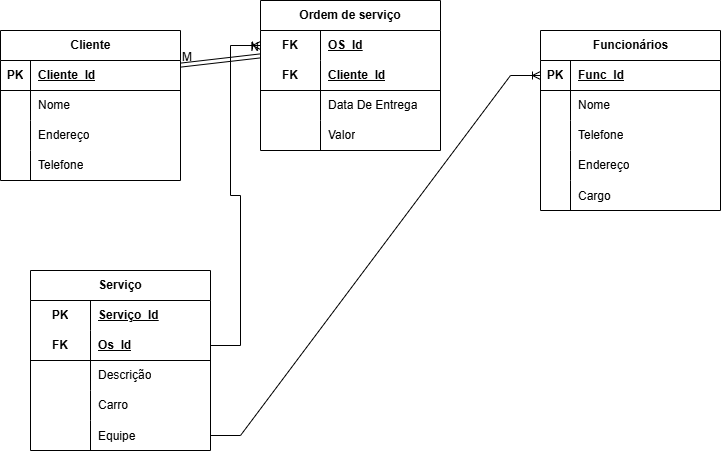 Cliente
PK Cliente_Id
Nome
Endereço
Telefone
M
N
Ordem de serviço
FK OS_Id
FK Cliente_Id
Data De Entrega
Valor
Funcionários
PK Func_Id
Nome
Telefone
Endereço
Cargo
Serviço
PK Serviço_Id
FK Os_Id
Descrição
Carro
Equipe